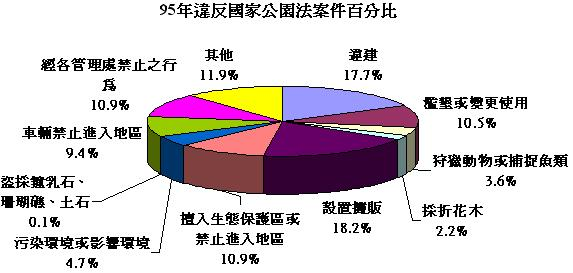 95年違反國家公園法案件百分比
違建
17.7%
濫墾或變更使用
10.5%
狩獵動物或捕捉魚類
3.6%
採折花木
2.2%
設置攤販
18.2%
擅入生態保護區或
禁止進入地區
10.9%
污染環境或影響環境
4.7%
盜採鐘乳石、
珊瑚礁、土石
0.1%
車輛禁止進入地區
9.4%
經各管理處禁止之行
為
10.9%
其他
11.9%